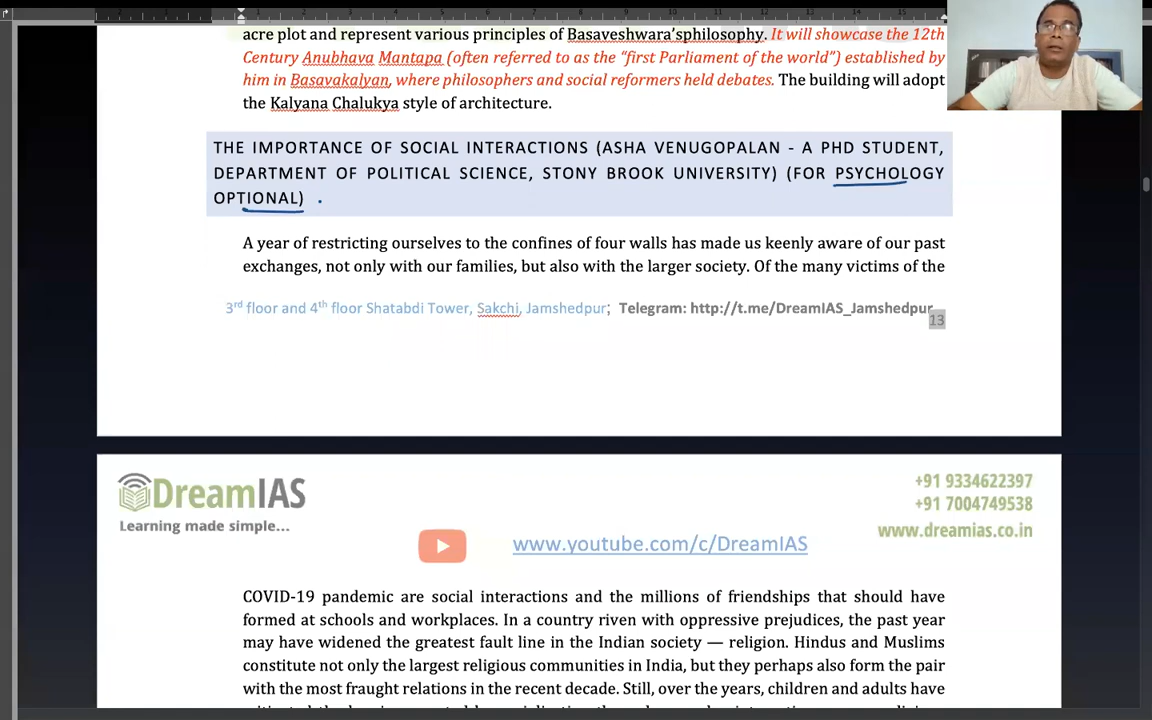 acre plot and represent various principles of Basaveshwara'sphilosophy. It will showcase the 12th
Century Anubhava Mantapa (often referred to as the “first Parliament of the world”) established by
him in Basavakalyan, where philosophers and social reformers held debates. The building will adopt
the Kalyana Chalukya style of architecture.
THE IMPORTANCE OF SOCIAL INTERACTIONS (ASHA VENUGOPALAN - A PHD STUDENT,
DEPARTMENT OF POLITICAL SCIENCE, STONY BROOK UNIVERSITY) (FOR PSYCHOLOGY
OPTIONAL)
A year of restricting ourselves to the confines of four walls has made us keenly aware of our past
exchanges, not only with our families, but also with the larger society. Of the many victims of the
3rd floor and 4th floor Shatabdi Tower, Sakchi, Jamshedpur; Telegram: http://t.me/DreamIAS_Jamshedpur
13
DreamIAS
Learning made simple...
+91 9334622397
+91 7004749538
www.dreamias.co.in
www.youtube.com/c/DreamIAS
COVID-19 pandemic are social interactions and the millions of friendships that should have
formed at schools and workplaces. In a country riven with oppressive prejudices, the past year
may have widened the greatest fault line in the Indian society — religion. Hindus and Muslims
constitute not only the largest religious communities in India, but they perhaps also form the pair
with the most fraught relations in the recent decade. Still, over the years, children and adults have